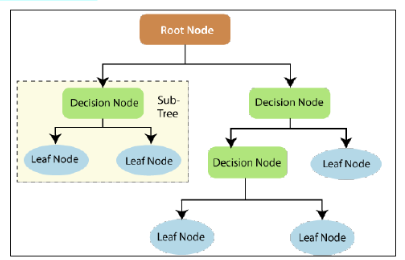 Root Node
Decision Node
Sub-
Tree
Decision Node
Leaf Node
Leaf Node
Decision Node
Leaf Node
Leaf Node
Leaf Node